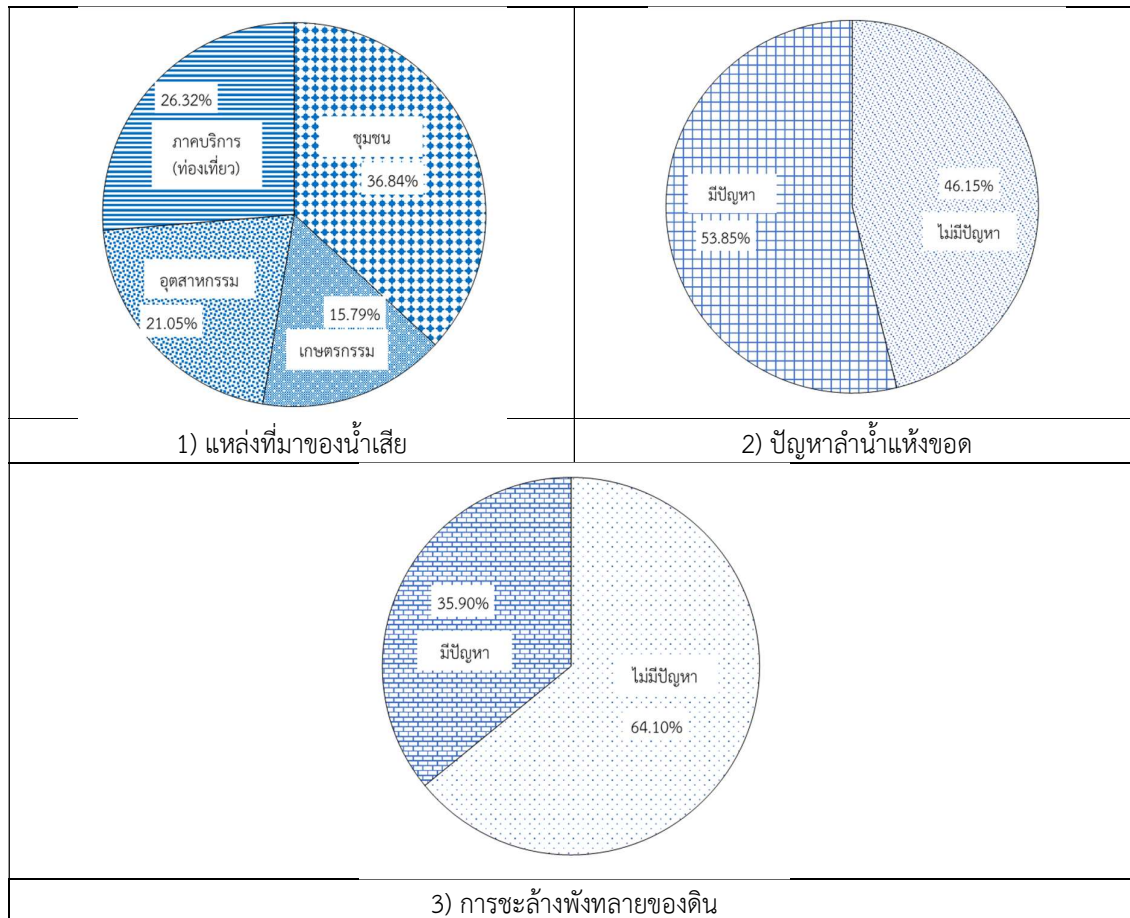 26.32%
ภาคบริการ
(ท่องเที่ยว)
ชุมชน
36.84%
อุตสาหกรรม
21.05%
15.79%
เกษตรกรรม
มีปัญหา
53.85%
46.15%
ไม่มีปัญหา
1) แหล่งที่มาของน้ำเสีย
2) ปัญหาลำน้ำแห้งขอด
35.90%
มีปัญหา
ไม่มีปัญหา
64.10%
3) การชะล้างพังทลายของดิน